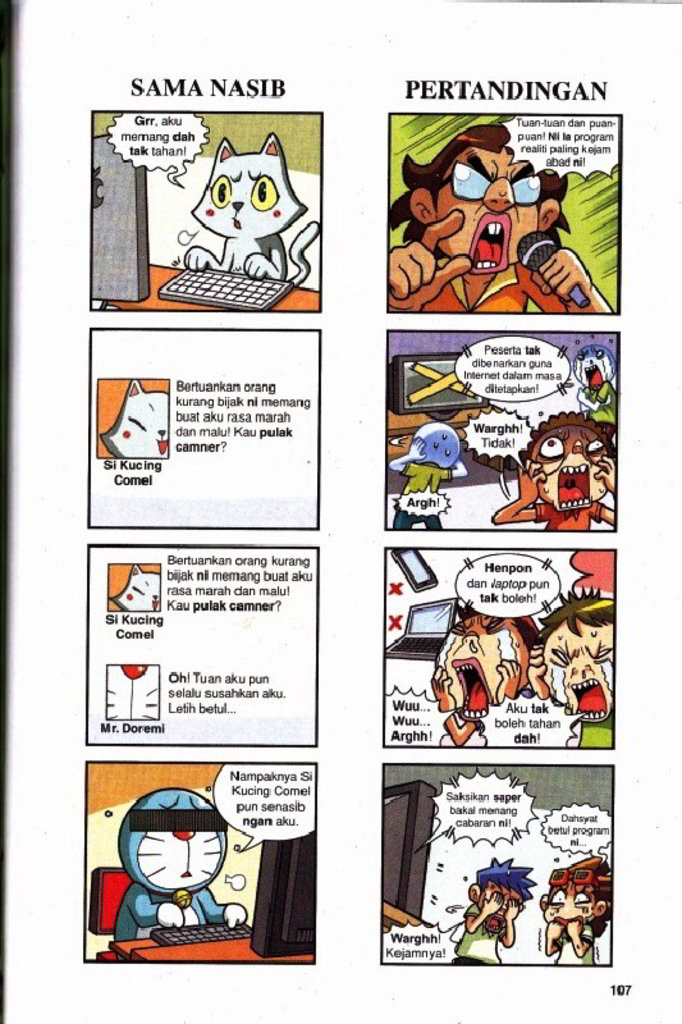 SAMA NASIB
Grr, aku
memang dah
tak tahan!
Bertuankan orang
kurang bijak ni memang
buat aku rasa marah
dan malu! Kau pulak
camner?
Si Kucing
Comel
Bertuankan orang kurang
bijak ni memang buat aku
rasa marah dan malu!
Kau pulak camner?
Si Kucing
Comel
Oh! Tuan aku pun
selalu susahkan aku.
Letih betul...
Mr. Doremi
Nampaknya Si
Kucing Comel
pun senasib
ngan aku.
PERTANDINGAN
Tuan-tuan dan puan-
puan! Ni la program
realiti paling kejam
abad ni!
Peserta tak
dibenarkan guna
Internet dalam masa
ditetapkan!
Warghh!
Tidak!
Argh!
Henpon
dan laptop pun
tak boleh!
Wuu...
Wuu...
Arghh!
Aku tak
boleh tahan
dah!
Saksikan saper
bakal menang
cabaran ni!
Dahsyat
betul program
ni...
Warghh!
Kejamnya!
107